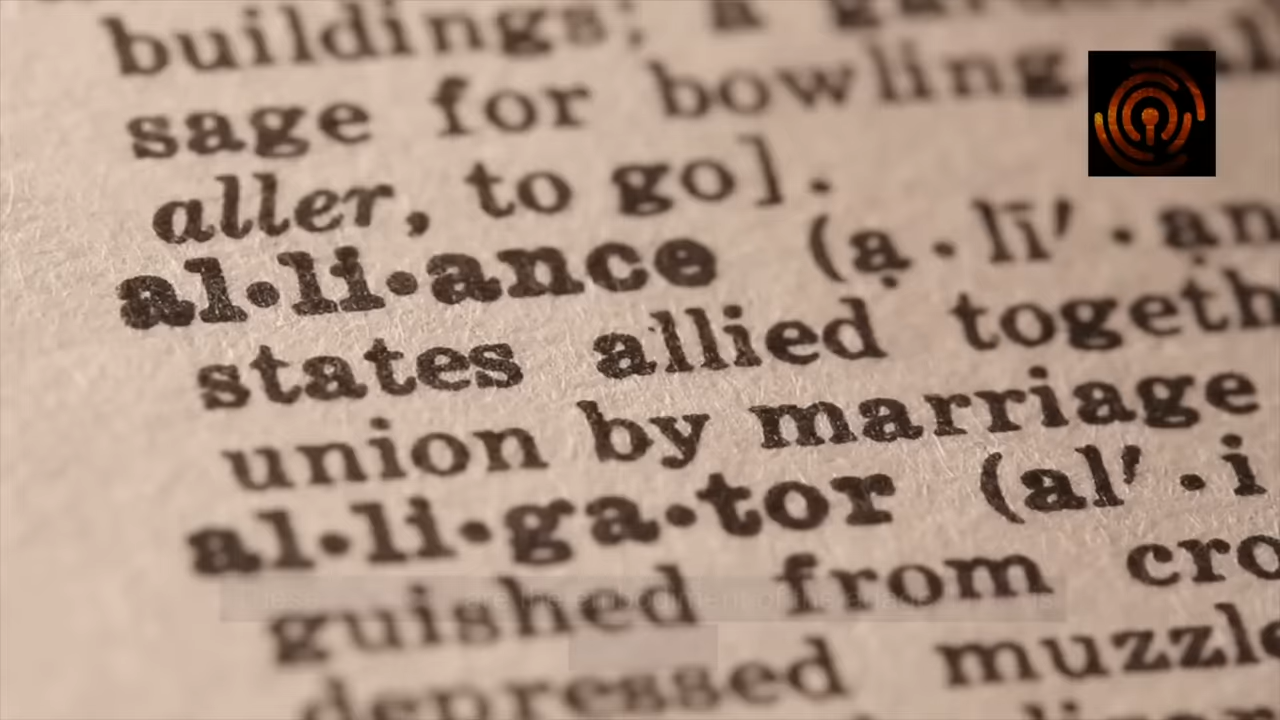 buildings; a
sage for bowling
aller, to go].
al•li•ance (ạ•lī′•an
states allied togeth
union by marriage
al•li•ga•tor (al′•i
guished from cro
depressed muzzle